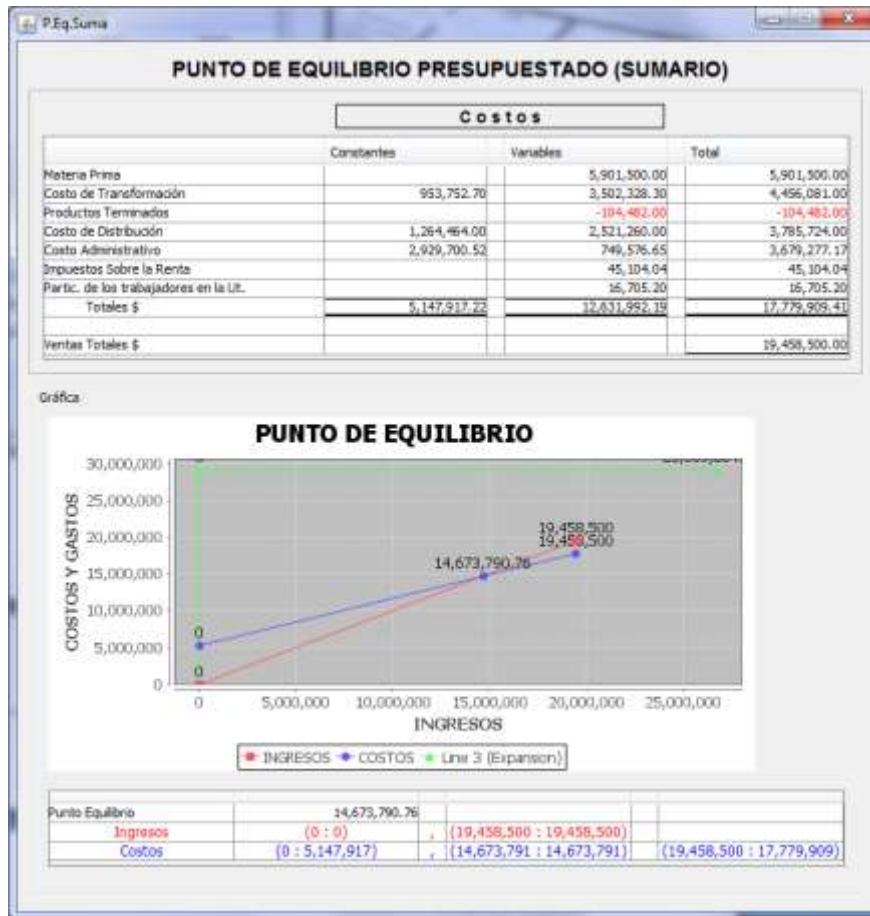 P.Eq.Suma
PUNTO DE EQUILIBRIO PRESUPUESTADO (SUMARIO)
Costos
Constantes Variables Total
Materia Prima 5,901,500.00 5,901,500.00
Costo de Transformación 953,752.70 3,502,328.30 4,456,081.00
Productos Terminados -104,482.00 -104,482.00
Costo de Distribución 1,264,464.00 2,521,260.00 3,785,724.00
Costo Administrativo 2,929,700.52 749,576.65 3,679,277.17
Impuestos Sobre la Renta 45,104.04 45,104.04
Partic. de los trabajadores en la Ut. 16,705.20 16,705.20
Totales $ 5,147,917.22 12,631,992.19 17,779,909.41
Ventas Totales $ 19,458,500.00
Gráfica
PUNTO DE EQUILIBRIO
30,000,000
25,000,000
20,000,000
15,000,000
10,000,000
5,000,000
0
COSTOS Y GASTOS
19,458,500
19,458,500
14,673,790.76
0
0
0 5,000,000 10,000,000 15,000,000 20,000,000 25,000,000
INGRESOS
INGRESOS COSTOS Line 3 (Expansion)
Punto Equilibrio 14,673,790.76
Ingresos (0 : 0) , (19,458,500 : 19,458,500)
Costos (0 : 5,147,917) , (14,673,791 : 14,673,791) (19,458,500 : 17,779,909)